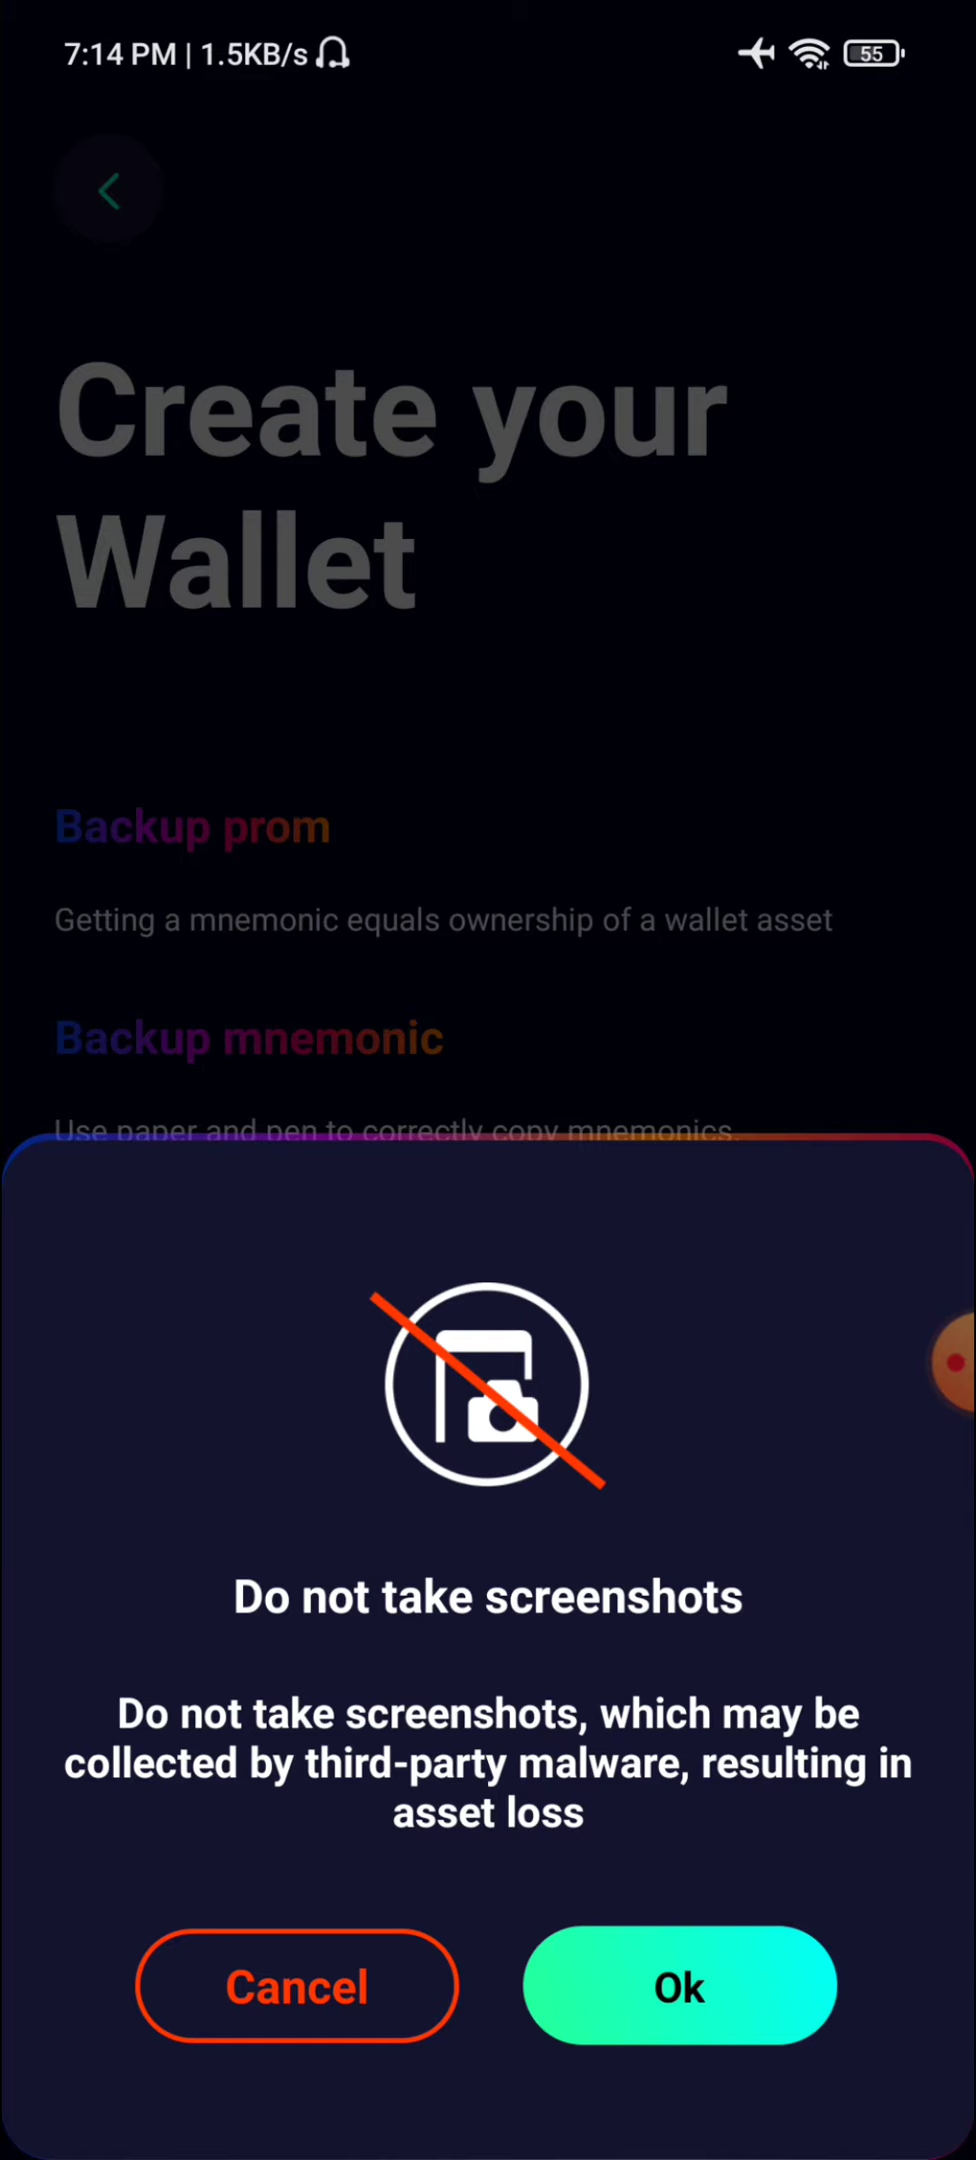 7:14 PM | 1.5KB/s
55
Create your
Wallet
Backup prom
Getting a mnemonic equals ownership of a wallet asset
Backup mnemonic
Use paper and pen to correctly copy mnemonics.
Do not take screenshots
Do not take screenshots, which may be
collected by third-party malware, resulting in
asset loss
Cancel
Ok